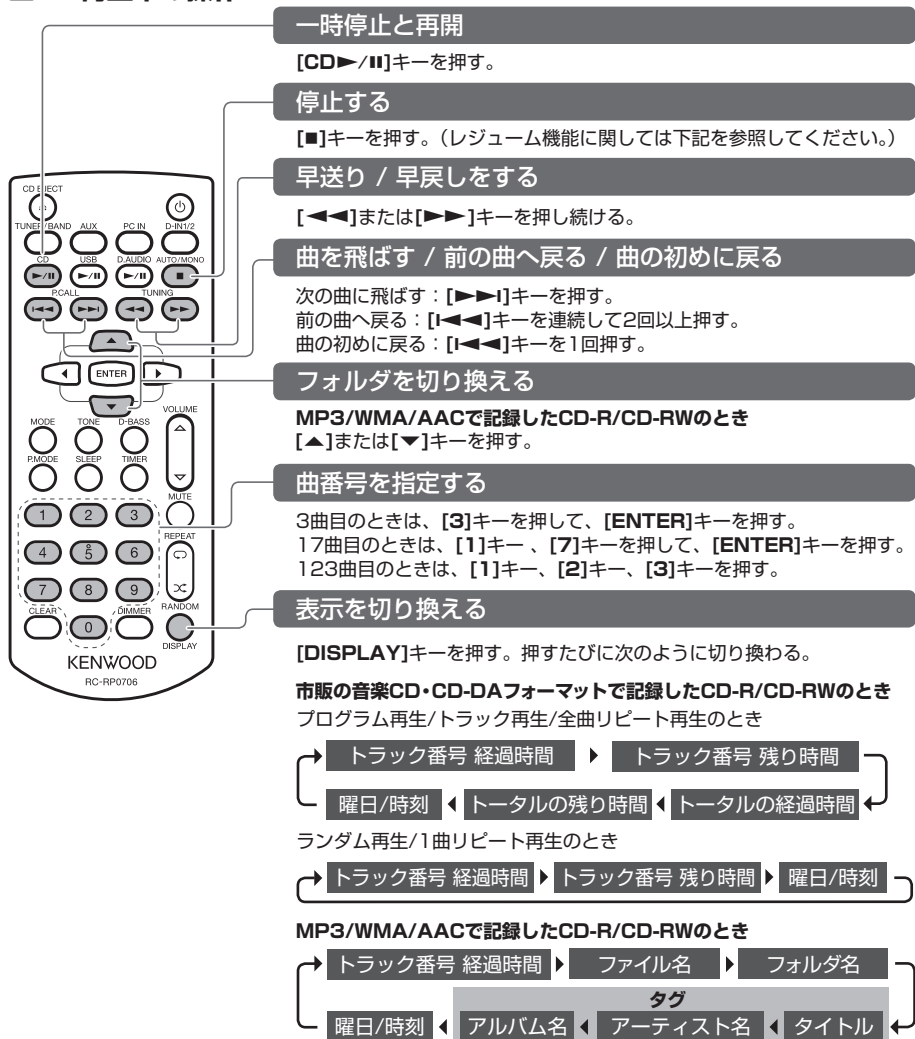 一時停止と再開
[CD►/II]キーを押す。
停止する
[■]キーを押す。（レジューム機能に関しては下記を参照してください。）
早送り / 早戻しをする
[◄◄]または[►►]キーを押し続ける。
曲を飛ばす / 前の曲へ戻る / 曲の初めに戻る
次の曲に飛ばす：[►►I]キーを押す。
前の曲へ戻る：[I◄◄]キーを連続して2回以上押す。
曲の初めに戻る：[I◄◄]キーを1回押す。
フォルダを切り換える
MP3/WMA/AACで記録したCD-R/CD-RWのとき
[▲]または[▼]キーを押す。
曲番号を指定する
3曲目のときは、[3]キーを押して、[ENTER]キーを押す。
17曲目のときは、[1]キー 、[7]キーを押して、[ENTER]キーを押す。
123曲目のときは、[1]キー、[2]キー、[3]キーを押す。
表示を切り換える
[DISPLAY]キーを押す。押すたびに次のように切り換わる。
市販の音楽CD・CD-DAフォーマットで記録したCD-R/CD-RWのとき
プログラム再生/トラック再生/全曲リピート再生のとき
トラック番号 経過時間 ▶ トラック番号 残り時間
曜日/時刻 ◀ トータルの残り時間 ◀ トータルの経過時間
ランダム再生/1曲リピート再生のとき
トラック番号 経過時間 ▶ トラック番号 残り時間 ▶ 曜日/時刻
MP3/WMA/AACで記録したCD-R/CD-RWのとき
トラック番号 経過時間 ▶ ファイル名 ▶ フォルダ名
タグ
曜日/時刻 ◀ アルバム名 ◀ アーティスト名 ◀ タイトル
CD EJECT
TUNER/BAND AUX PC IN D-IN1/2
CD USB D.AUDIO AUTO/MONO
►/II ►/II ►/II ■
P.CALL TUNING
I◄◄ ►►I ◄◄ ►►
ENTER
MODE TONE D-BASS VOLUME
P.MODE SLEEP TIMER
MUTE
1 2 3
REPEAT
4 5 6
7 8 9
RANDOM
CLEAR 0 DIMMER
DISPLAY
KENWOOD
RC-RP0706